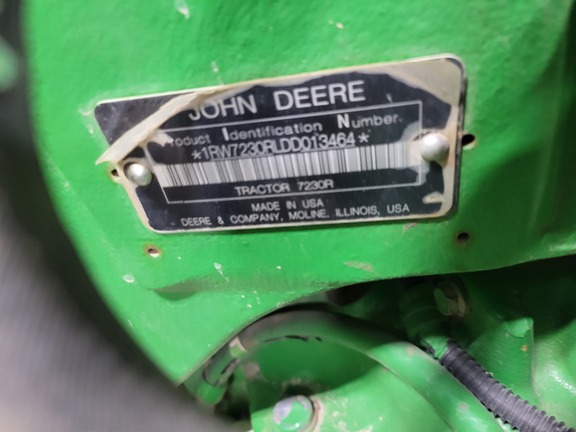 JOHN DEERE
Product Identification Number
*1RW7230RLDD013464*
TRACTOR 7230R
MADE IN USA
DEERE & COMPANY, MOLINE, ILLINOIS, USA